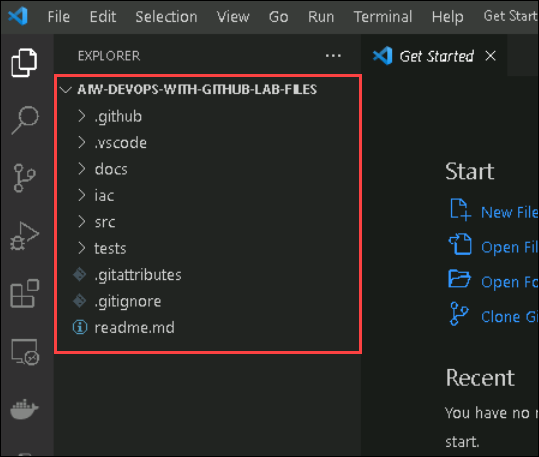 File Edit Selection View Go Run Terminal Help Get Start
EXPLORER ···
Get Started
AIW-DEVOPS-WITH-GITHUB-LAB-FILES
.github
.vscode
docs
iac
src
tests
.gitattributes
.gitignore
readme.md
Start
New File
Open Fil
Open Fo
Clone Gi
Recent
You have no r
start.